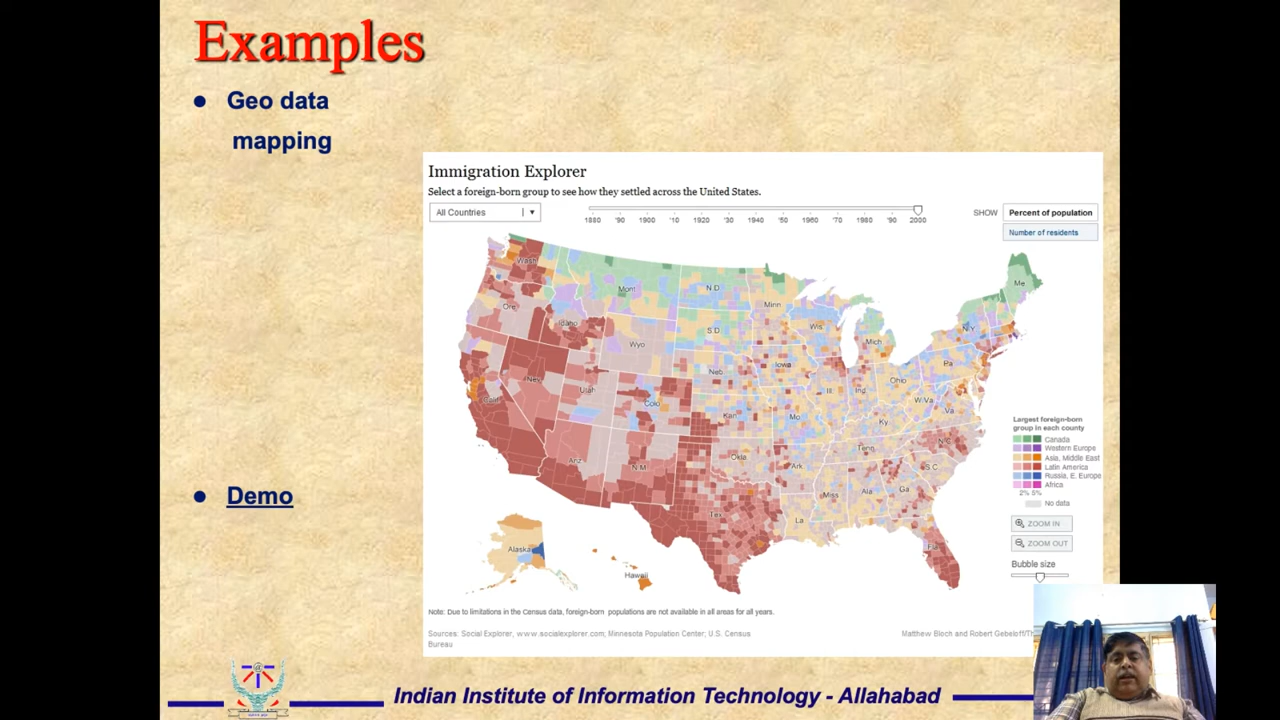 Examples
Geo data
mapping
Immigration Explorer
Select a foreign-born group to see how they settled across the United States.
All Countries
1880 '90 1900 '10 1920 '30 1940 '50 1960 '70 1980 '90 2000
SHOW
Percent of population
Number of residents
Wash
Mont
N D
Minn
Me
Ore
Idaho
S D
Wis
N.Y
Wyo
Mich
Nev
Utah
Neb
Iowa
Pa
Ohio
Ill
Ind
Calif
Colo
Kan
Mo
W.Va
Va
Ky
Ariz
N.M.
Okla
Ark
Tenn
N.C
S.C
Miss
Ala
Ga
Tex
La
Fla
Alaska
Hawaii
Largest foreign-born
group in each county
Canada
Western Europe
Asia, Middle East
Latin America
Russia, E. Europe
Africa
2% 5%
No data
ZOOM IN
ZOOM OUT
Bubble size
Demo
Note: Due to limitations in the Census data, foreign-born populations are not available in all areas for all years.
Sources: Social Explorer, www.socialexplorer.com; Minnesota Population Center; U.S. Census
Bureau
Matthew Bloch and Robert Gebeloff/Th
Indian Institute of Information Technology - Allahabad